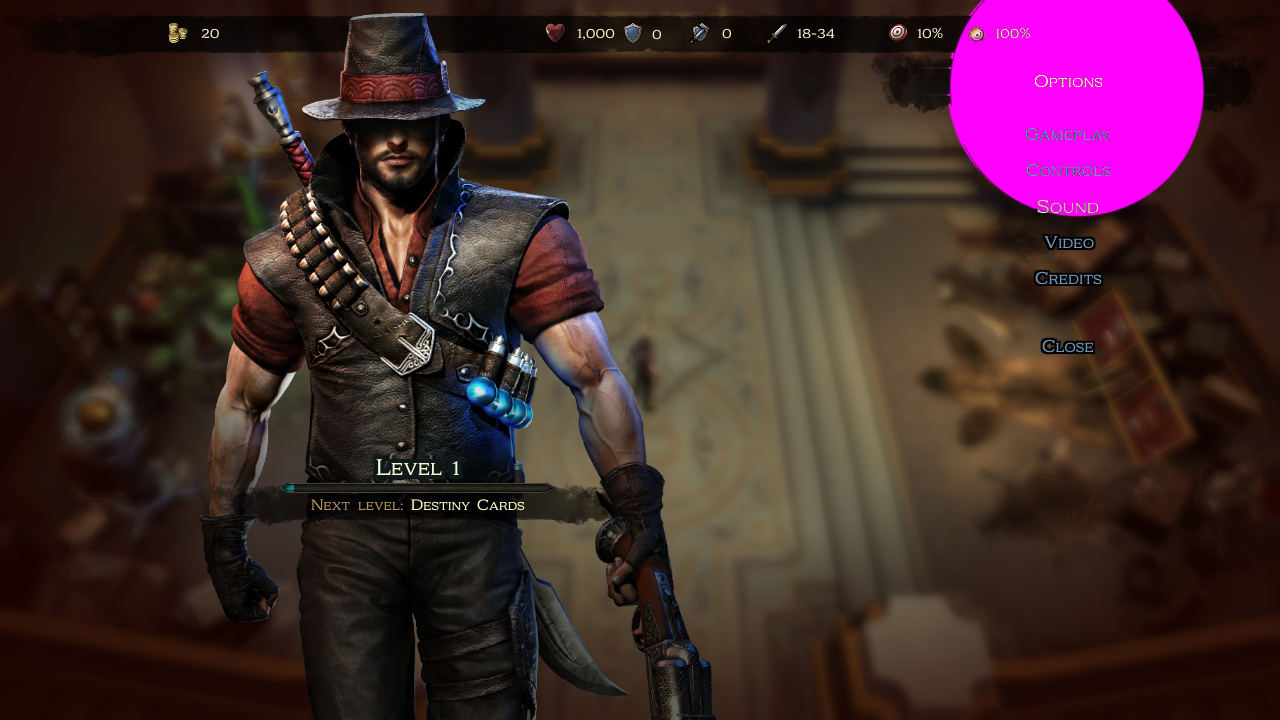 20 1,000 0 0 18-34 10% 100%
Options
Gameplay
Controls
Sound
Video
Credits
Close
Level 1
Next level: Destiny Cards